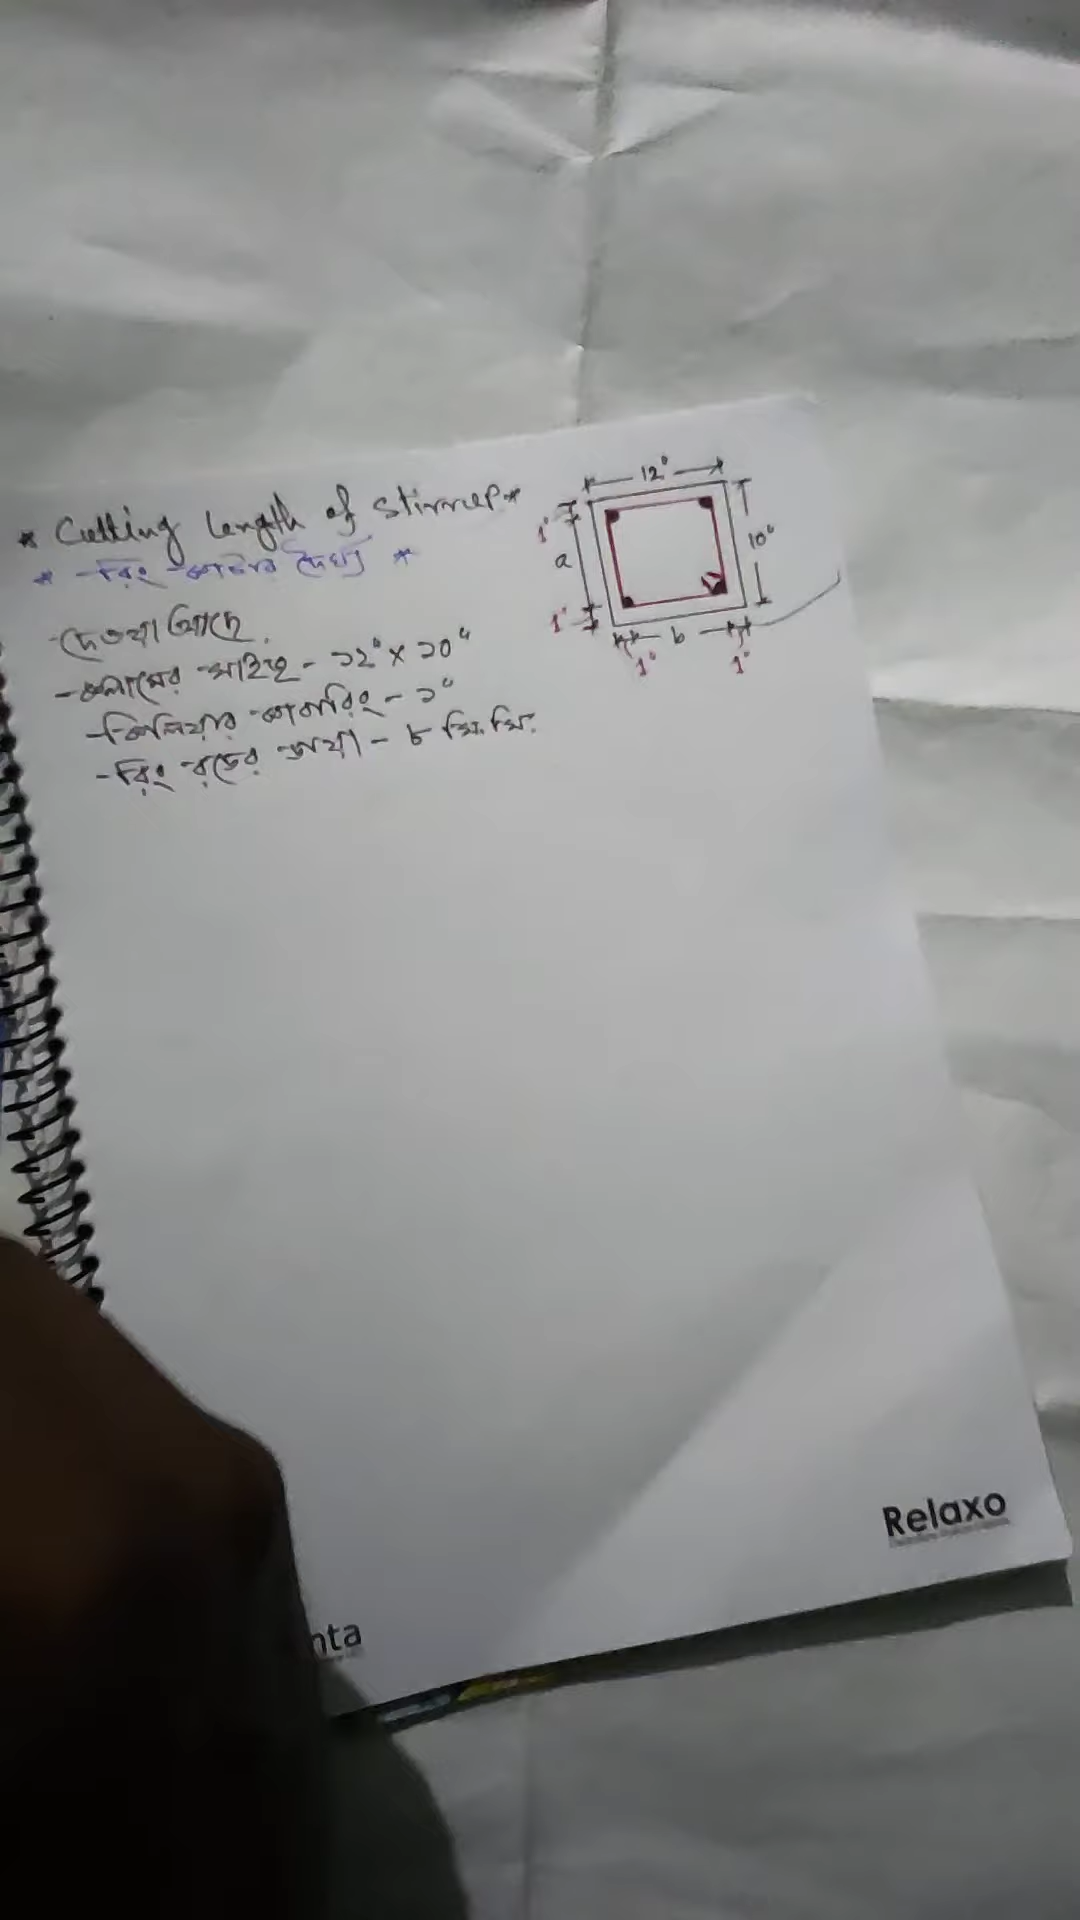 * Cutting Length of stirrup *
* রিং কাটার দৈর্ঘ্য *
দেওয়া আছে,
- কলামের সাইজ - ১২" × ১০"
- ক্লিয়ার কভারিং - ১"
- রিং রডের ডায়া - ৮ মি.মি.
12"
1"
a
10"
1"
b
1"
1"
Relaxo
nta